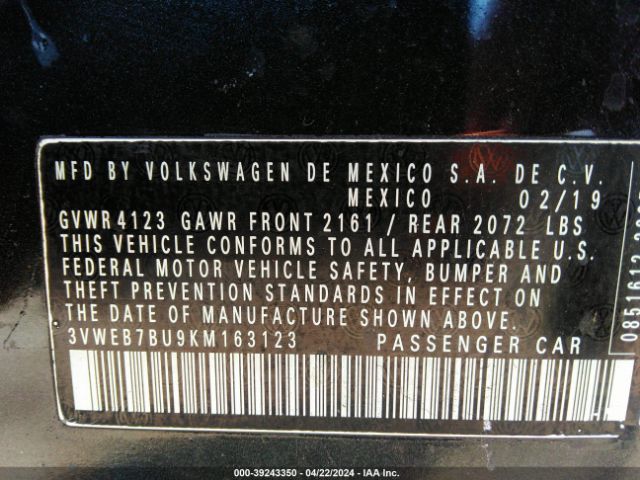 MFD BY VOLKSWAGEN DE MEXICO S.A. DE C.V.
MEXICO 02/19
GVWR 4123 GAWR FRONT 2161 / REAR 2072 LBS
THIS VEHICLE CONFORMS TO ALL APPLICABLE U.S.
FEDERAL MOTOR VEHICLE SAFETY, BUMPER AND
THEFT PREVENTION STANDARDS IN EFFECT ON
THE DATE OF MANUFACTURE SHOWN ABOVE.
3VWEB7BU9KM163123 PASSENGER CAR
000-39243350 - 04/22/2024 - IAA Inc.